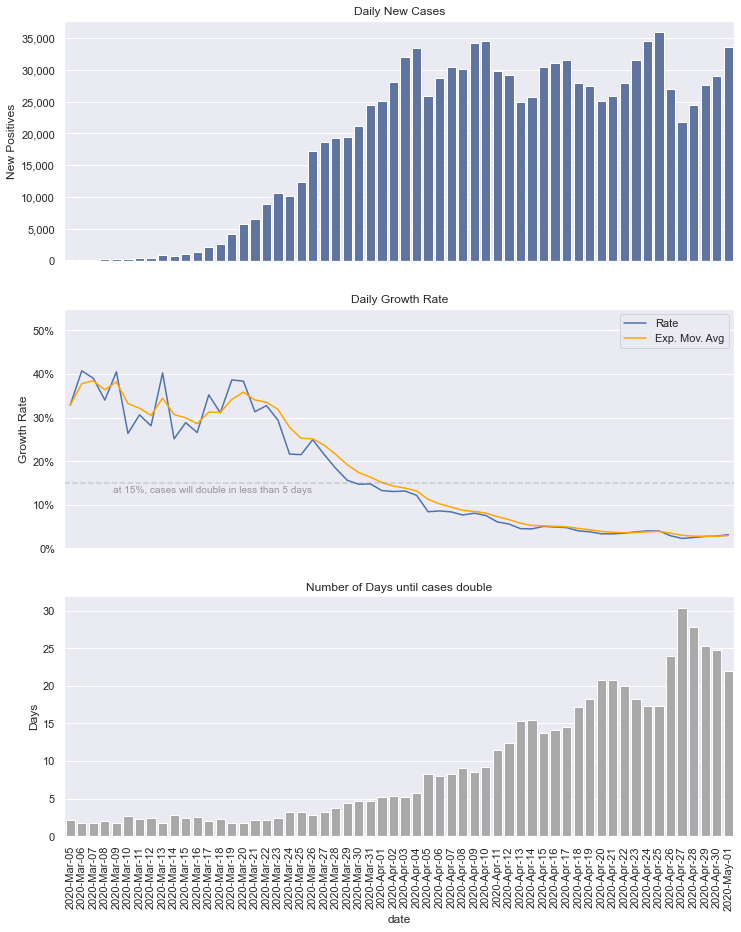 Daily New Cases
New Positives
35,000
30,000
25,000
20,000
15,000
10,000
5,000
0
Daily Growth Rate
Growth Rate
50%
40%
30%
20%
10%
0%
Rate
Exp. Mov. Avg
at 15%, cases will double in less than 5 days
Number of Days until cases double
Days
30
25
20
15
10
5
0
2020-Mar-05
2020-Mar-06
2020-Mar-07
2020-Mar-08
2020-Mar-09
2020-Mar-10
2020-Mar-11
2020-Mar-12
2020-Mar-13
2020-Mar-14
2020-Mar-15
2020-Mar-16
2020-Mar-17
2020-Mar-18
2020-Mar-19
2020-Mar-20
2020-Mar-21
2020-Mar-22
2020-Mar-23
2020-Mar-24
2020-Mar-25
2020-Mar-26
2020-Mar-27
2020-Mar-28
2020-Mar-29
2020-Mar-30
2020-Mar-31
2020-Apr-01
2020-Apr-02
2020-Apr-03
2020-Apr-04
2020-Apr-05
2020-Apr-06
2020-Apr-07
2020-Apr-08
2020-Apr-09
2020-Apr-10
2020-Apr-11
2020-Apr-12
2020-Apr-13
2020-Apr-14
2020-Apr-15
2020-Apr-16
2020-Apr-17
2020-Apr-18
2020-Apr-19
2020-Apr-20
2020-Apr-21
2020-Apr-22
2020-Apr-23
2020-Apr-24
2020-Apr-25
2020-Apr-26
2020-Apr-27
2020-Apr-28
2020-Apr-29
2020-Apr-30
2020-May-01
date